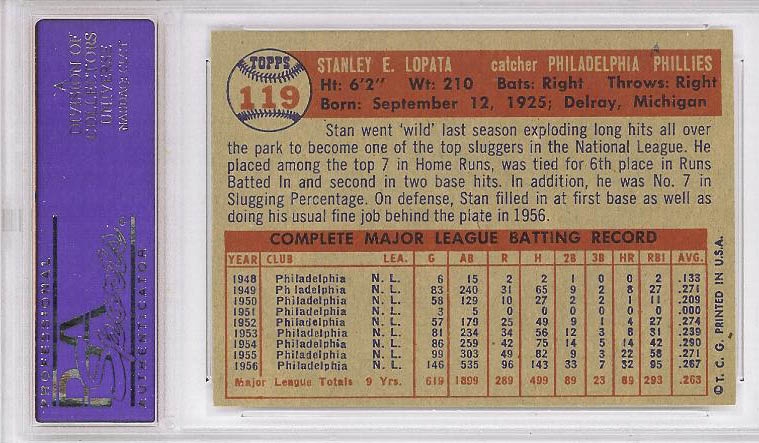 A
DIVISION OF
COLLECTORS
UNIVERSE
NASDAQ: CLCT
PROFESSIONAL
PSA
Sports
AUTHENTICATOR
TOPPS
119
STANLEY E. LOPATA catcher PHILADELPHIA PHILLIES
Ht: 6'2" Wt: 210 Bats: Right Throws: Right
Born: September 12, 1925; Delray, Michigan
Stan went 'wild' last season exploding long hits all over
the park to become one of the top sluggers in the National League. He
placed among the top 7 in Home Runs, was tied for 6th place in Runs
Batted In and second in two base hits. In addition, he was No. 7 in
Slugging Percentage. On defense, Stan filled in at first base as well as
doing his usual fine job behind the plate in 1956.
COMPLETE MAJOR LEAGUE BATTING RECORD
YEAR CLUB LEA. G AB R H 2B 3B HR RBI AVG.
1948 Philadelphia N. L. 6 15 2 2 1 0 0 2 .133
1949 Philadelphia N. L. 83 240 31 65 9 2 8 27 .271
1950 Philadelphia N. L. 58 129 10 27 2 2 1 11 .209
1951 Philadelphia N. L. 3 5 0 0 0 0 0 0 .000
1952 Philadelphia N. L. 57 179 25 49 9 1 4 27 .274
1953 Philadelphia N. L. 81 234 34 56 12 3 8 31 .239
1954 Philadelphia N. L. 86 259 42 75 14 5 14 42 .290
1955 Philadelphia N. L. 99 303 49 82 9 3 22 58 .271
1956 Philadelphia N. L. 146 535 96 143 33 7 32 95 .267
Major League Totals 9 Yrs. 619 1899 289 499 89 23 89 293 .263
© T. C. G. PRINTED IN U.S.A.